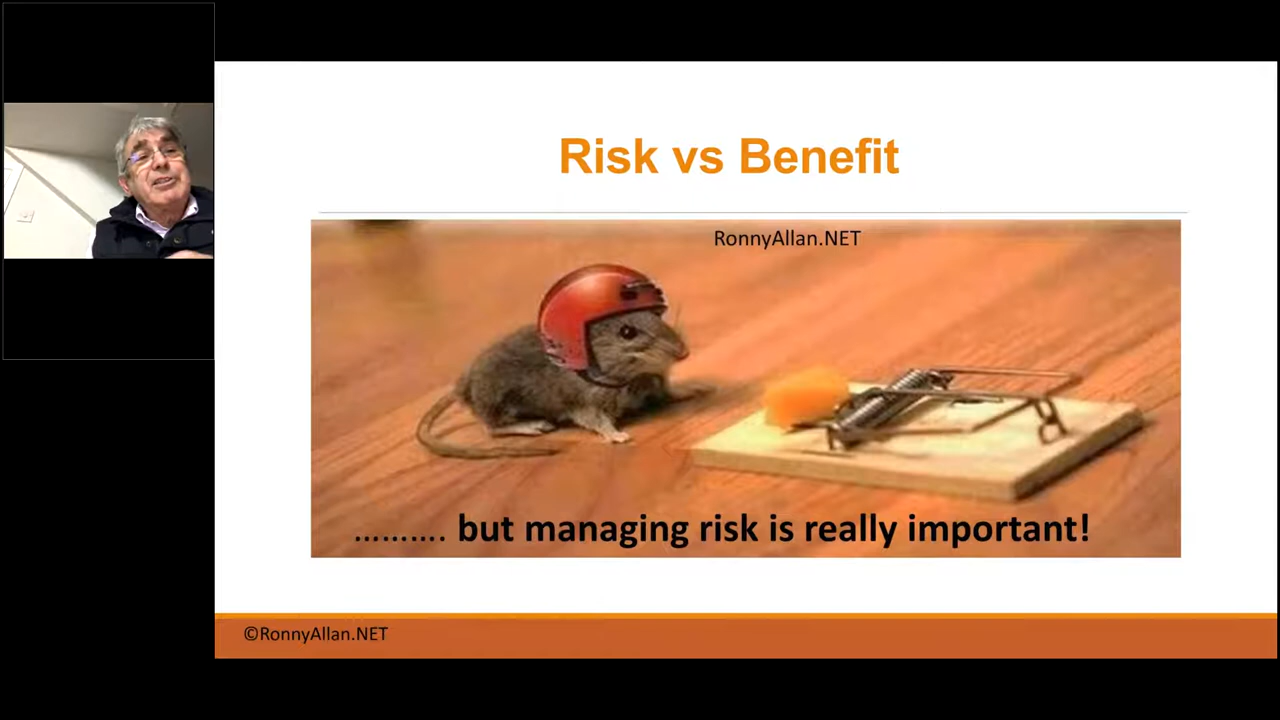 Risk vs Benefit
RonnyAllan.NET
.......... but managing risk is really important!
©RonnyAllan.NET